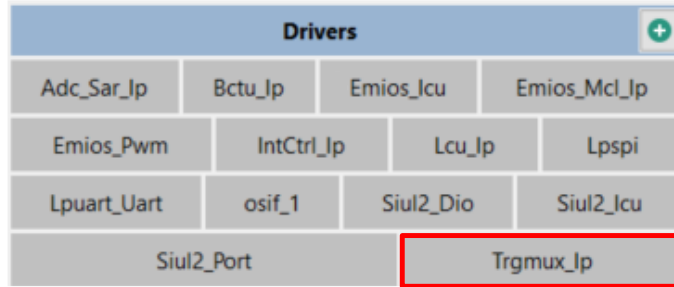 Drivers
Adc_Sar_Ip Bctu_Ip Emios_Icu Emios_Mcl_Ip
Emios_Pwm IntCtrl_Ip Lcu_Ip Lpspi
Lpuart_Uart osif_1 Siul2_Dio Siul2_Icu
Siul2_Port Trgmux_Ip